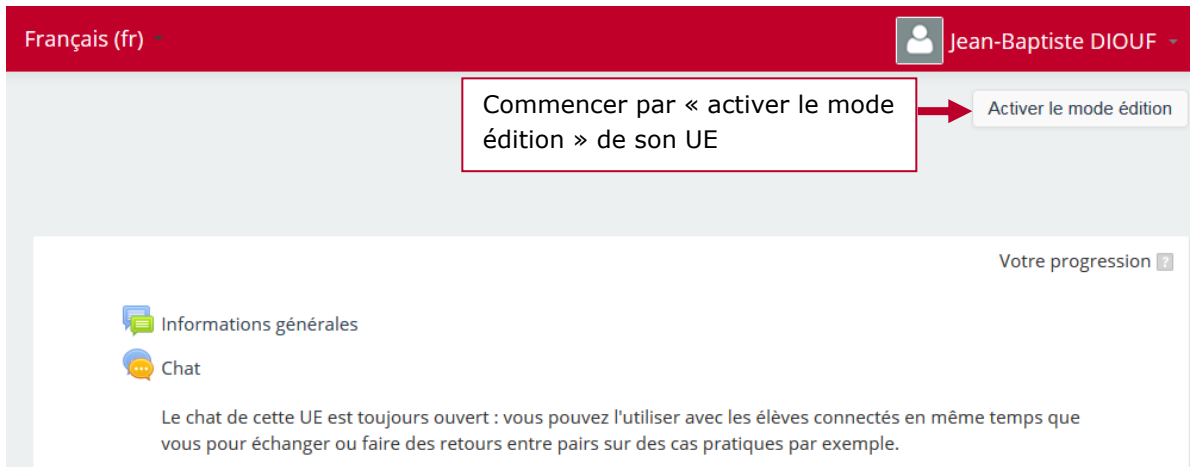 Français (fr)
Jean-Baptiste DIOUF
Commencer par « activer le mode
édition » de son UE
Activer le mode édition
Votre progression ?
Informations générales
Chat
Le chat de cette UE est toujours ouvert : vous pouvez l'utiliser avec les élèves connectés en même temps que
vous pour échanger ou faire des retours entre pairs sur des cas pratiques par exemple.